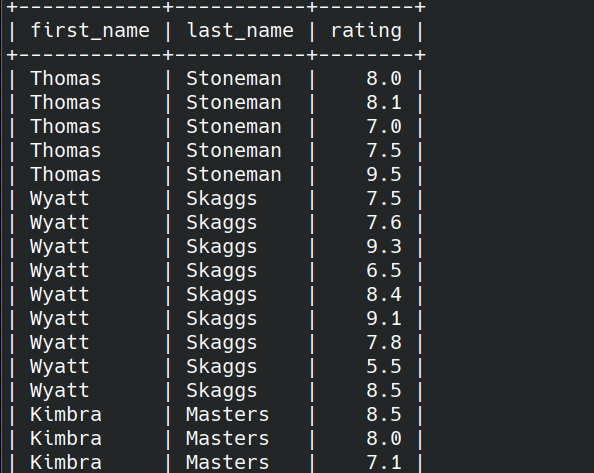 +------------+-----------+--------+
| first_name | last_name | rating |
+------------+-----------+--------+
| Thomas     | Stoneman  |    8.0 |
| Thomas     | Stoneman  |    8.1 |
| Thomas     | Stoneman  |    7.0 |
| Thomas     | Stoneman  |    7.5 |
| Thomas     | Stoneman  |    9.5 |
| Wyatt      | Skaggs    |    7.5 |
| Wyatt      | Skaggs    |    7.6 |
| Wyatt      | Skaggs    |    9.3 |
| Wyatt      | Skaggs    |    6.5 |
| Wyatt      | Skaggs    |    8.4 |
| Wyatt      | Skaggs    |    9.1 |
| Wyatt      | Skaggs    |    7.8 |
| Wyatt      | Skaggs    |    5.5 |
| Wyatt      | Skaggs    |    8.5 |
| Kimbra     | Masters   |    8.5 |
| Kimbra     | Masters   |    8.0 |
| Kimbra     | Masters   |    7.1 |